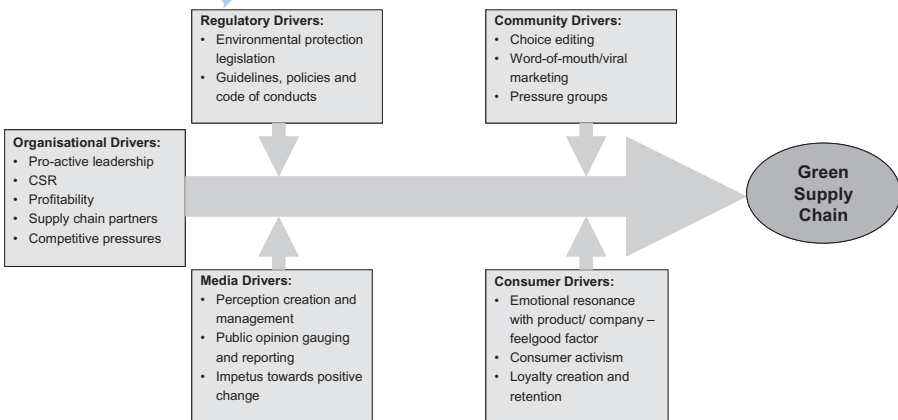 Regulatory Drivers:
• Environmental protection
legislation
• Guidelines, policies and
code of conducts
Community Drivers:
• Choice editing
• Word-of-mouth/viral
marketing
• Pressure groups
Organisational Drivers:
• Pro-active leadership
• CSR
• Profitability
• Supply chain partners
• Competitive pressures
Green
Supply
Chain
Media Drivers:
• Perception creation and
management
• Public opinion gauging
and reporting
• Impetus towards positive
change
Consumer Drivers:
• Emotional resonance
with product/ company –
feelgood factor
• Consumer activism
• Loyalty creation and
retention